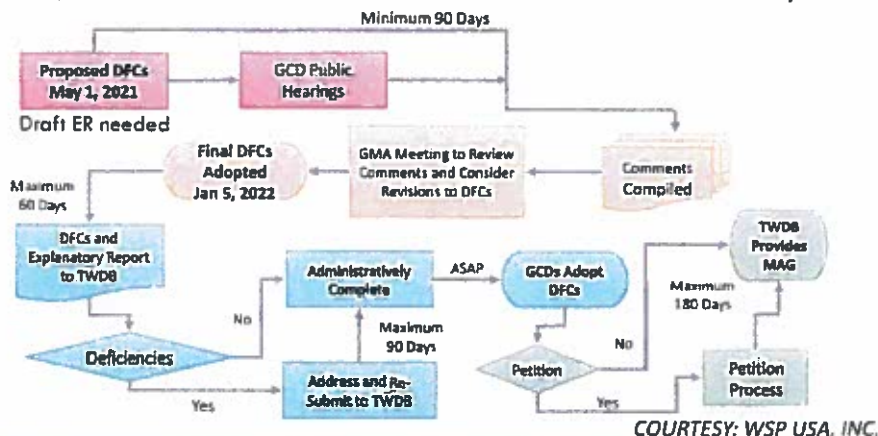 Minimum 90 Days
Proposed DFCs
May 1, 2021
GCD Public
Hearings
Draft ER needed
Final DFCs
Adopted
Jan 5, 2022
GMA Meeting to Review
Comments and Consider
Revisions to DFCs
Comments
Compiled
Maximum
60 Days
DFCs and
Explanatory Report
to TWDB
Administratively
Complete
ASAP
GCDs Adopt
DFCs
TWDB
Provides
MAG
No
Maximum
90 Days
No
Maximum
180 Days
Deficiencies
Yes
Address and Re-
Submit to TWDB
Petition
Yes
Petition
Process
COURTESY: WSP USA, INC.